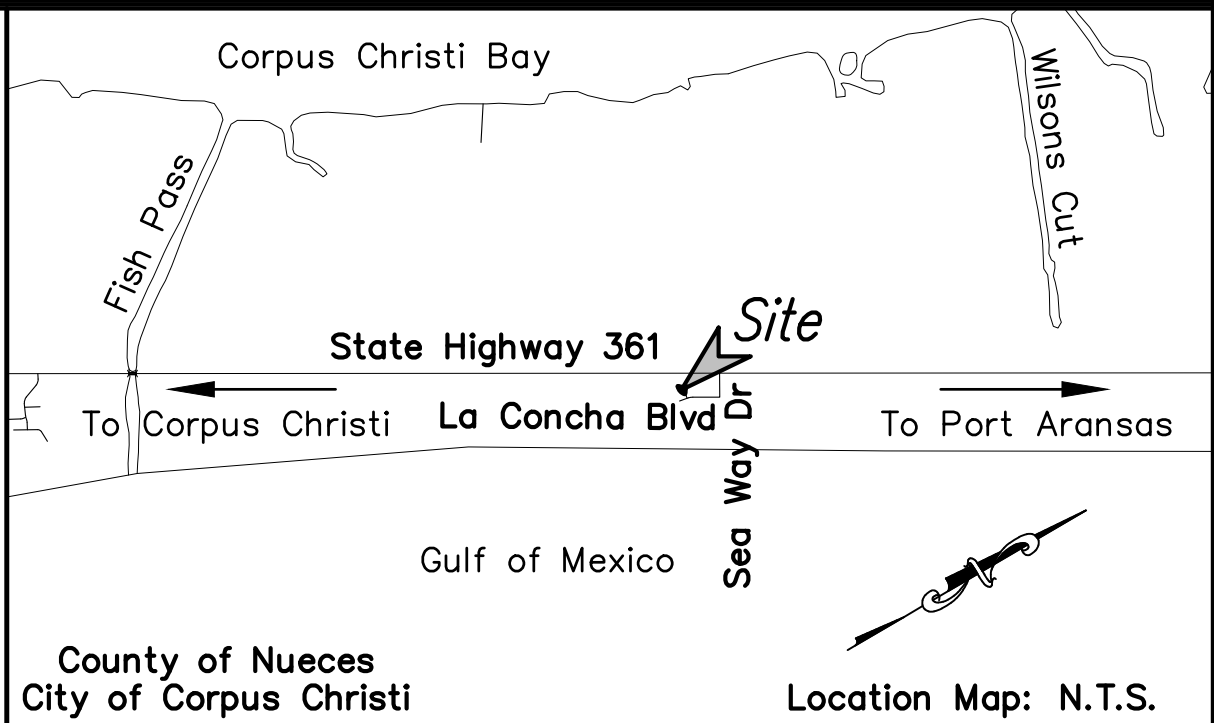 Corpus Christi Bay
Wilsons Cut
Fish Pass
Site
State Highway 361
To Corpus Christi
La Concha Blvd
Sea Way Dr
To Port Aransas
Gulf of Mexico
N
County of Nueces
City of Corpus Christi
Location Map: N.T.S.